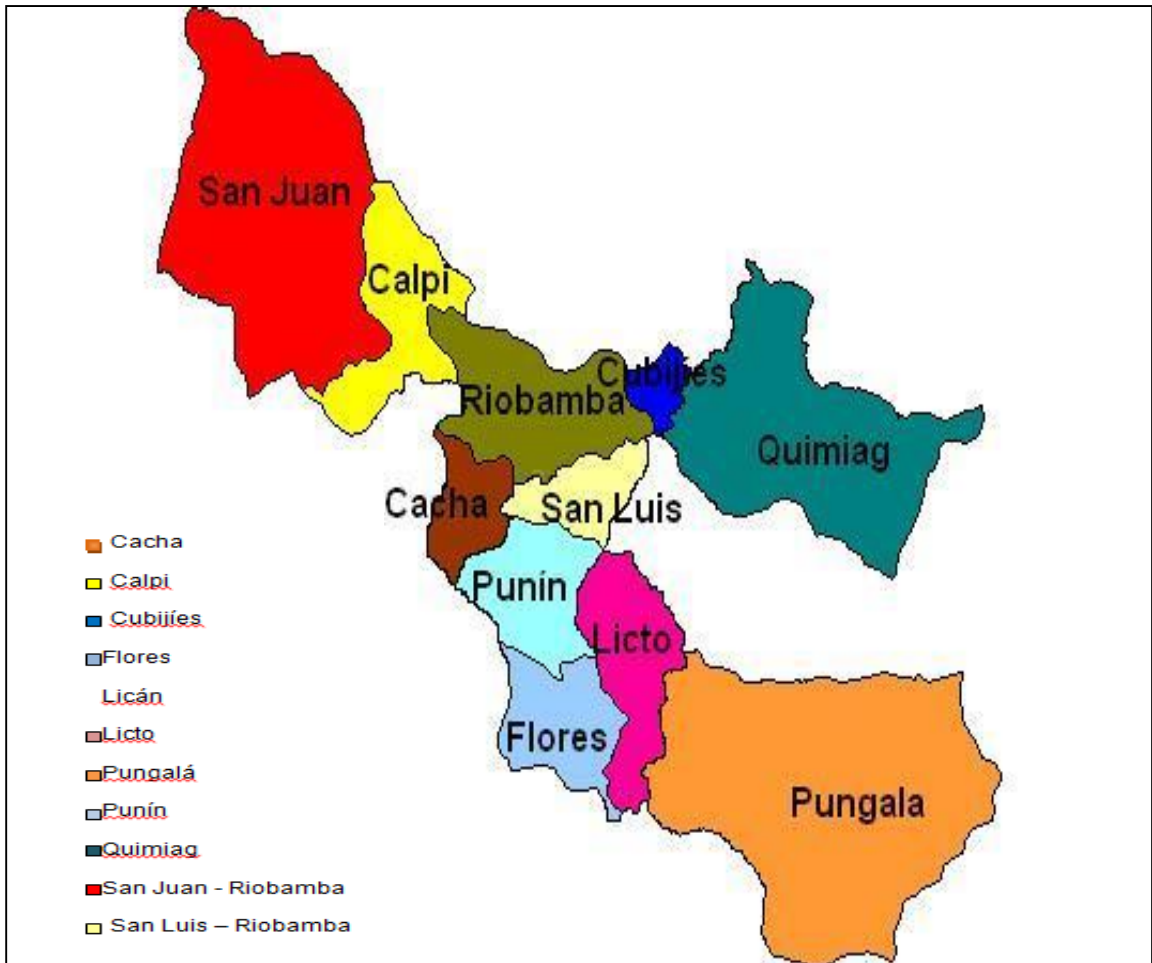 San Juan
Calpi
Cubijíes
Riobamba
Quimiag
Cacha
San Luis
Punín
Licto
Flores
Pungala
Cacha
Calpi
Cubijíes
Flores
Licán
Licto
Pungalá
Punín
Quimiag
San Juan - Riobamba
San Luis – Riobamba